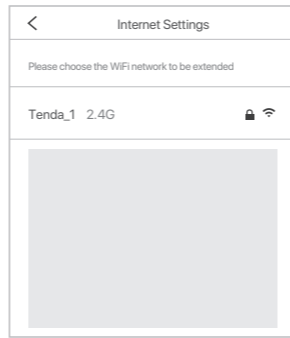 Internet Settings
Please choose the WiFi network to be extended
Tenda_1 2.4G